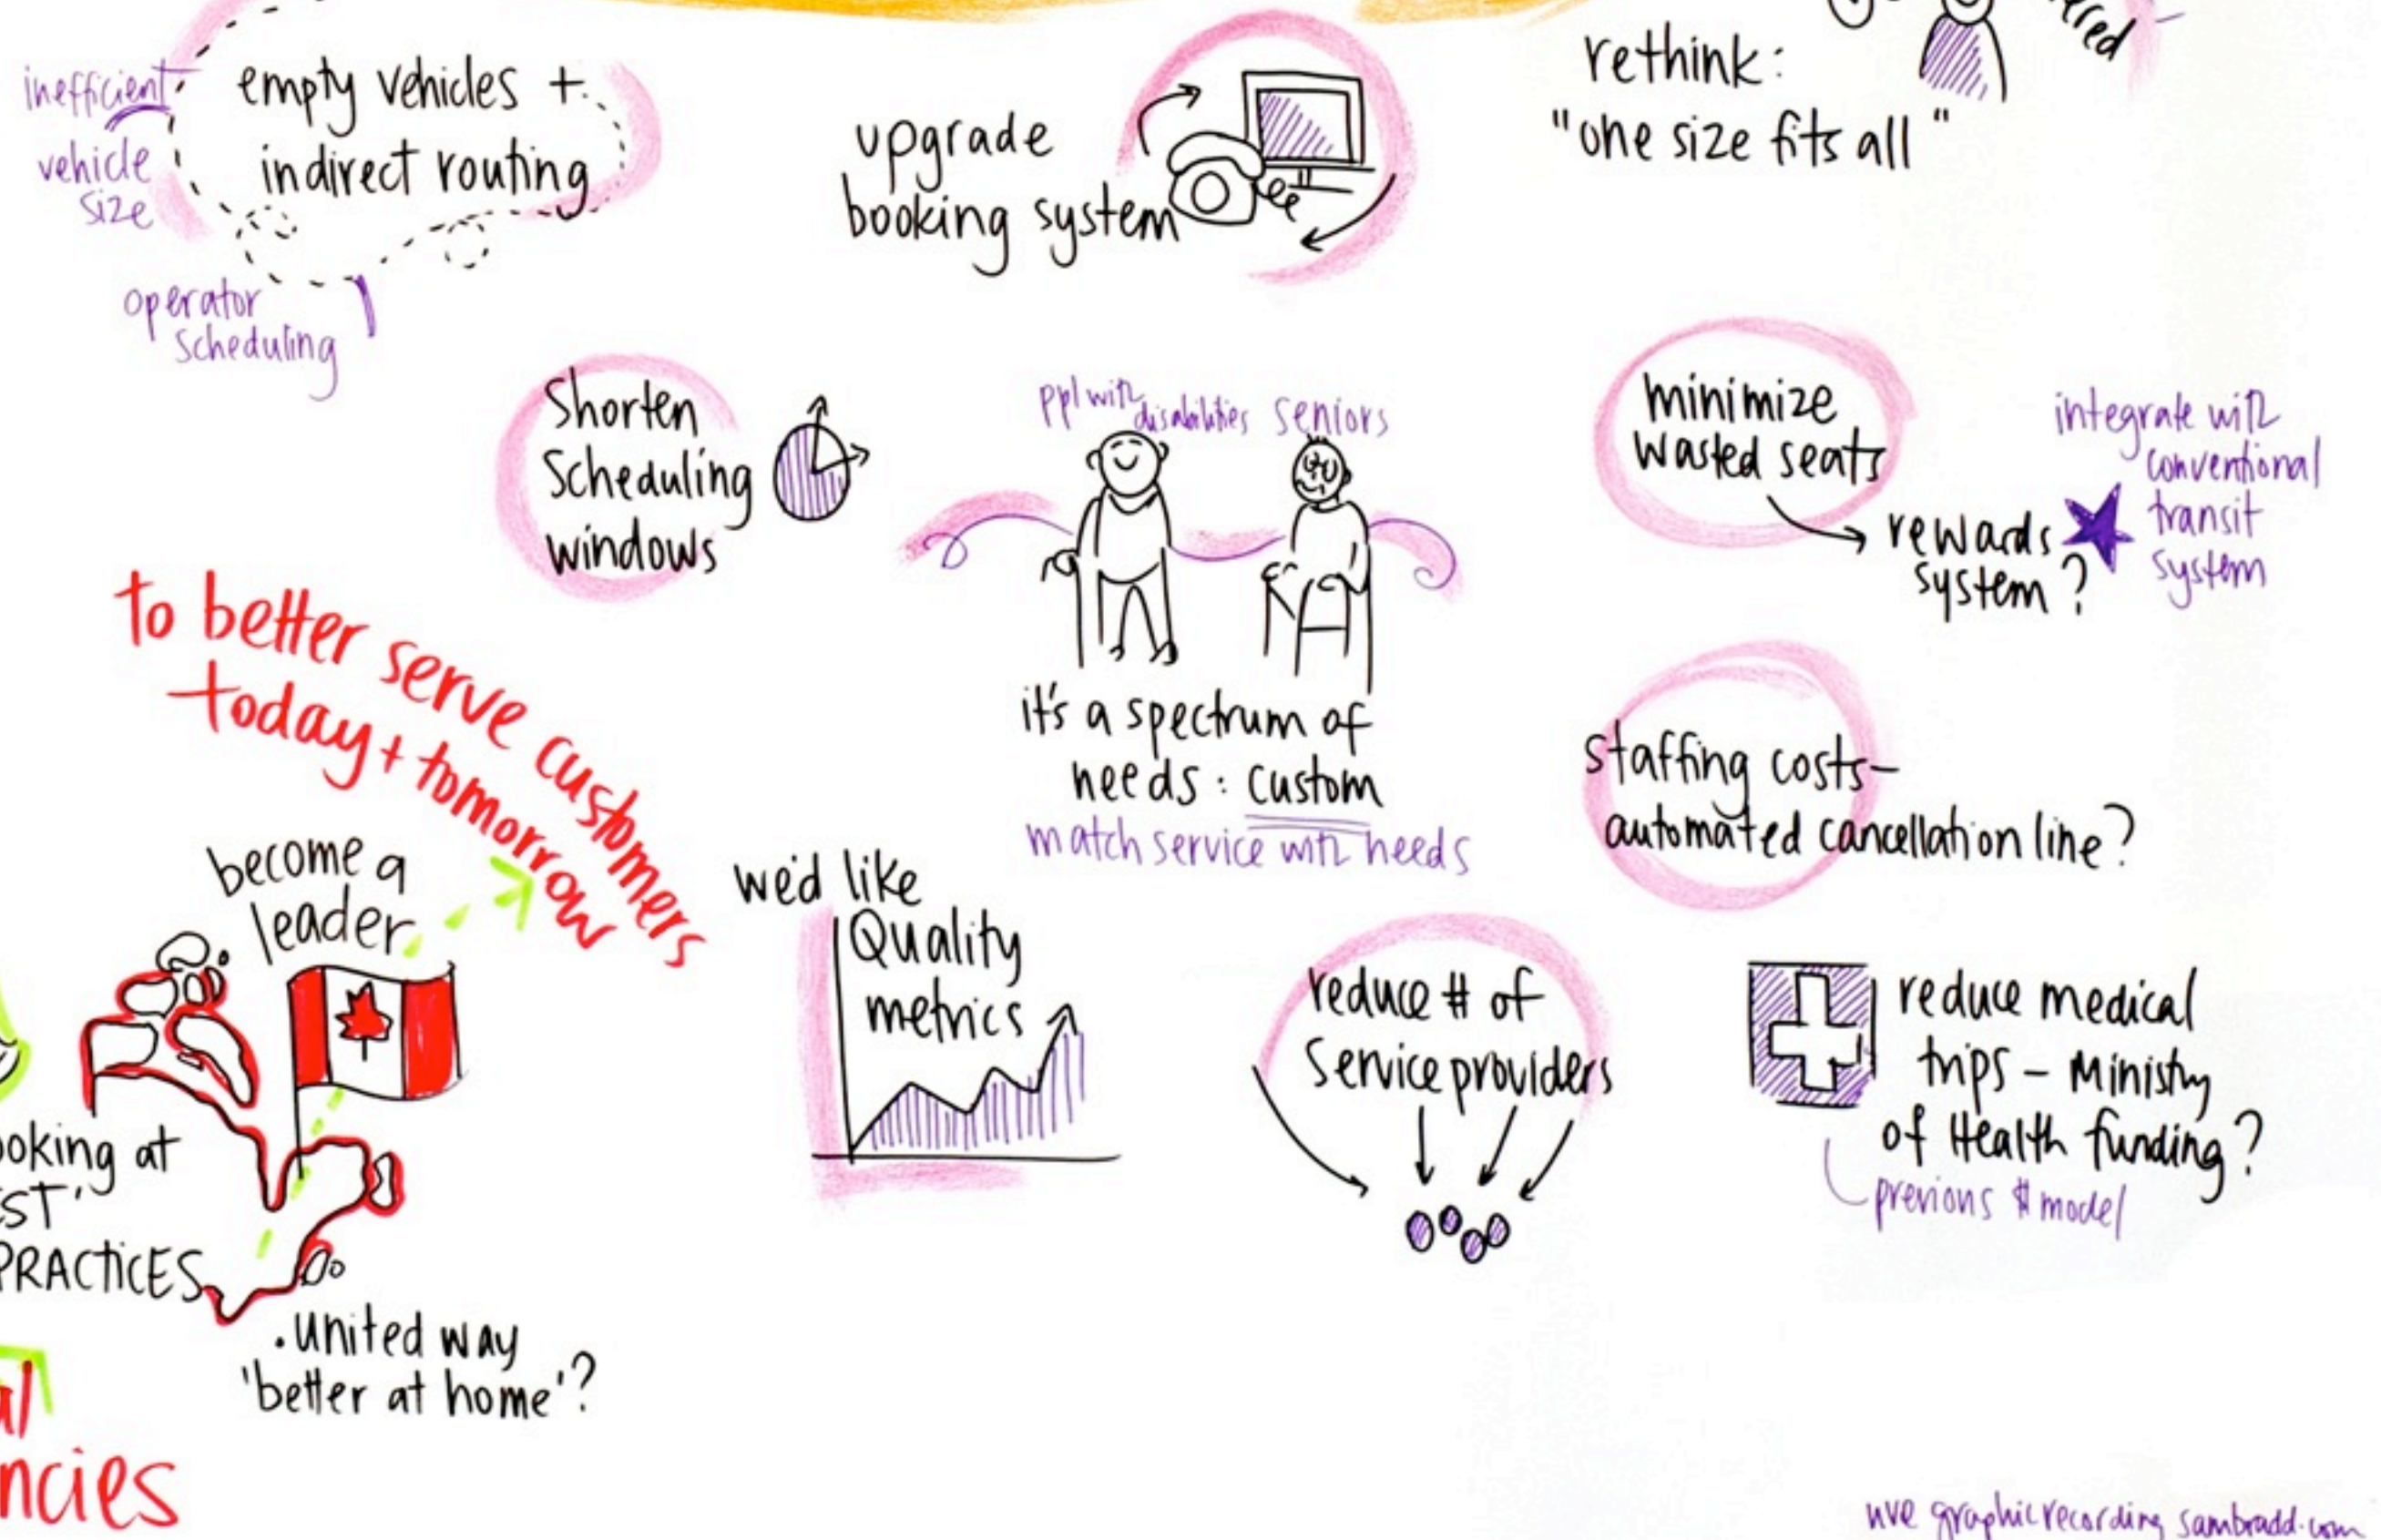 inefficient
vehicle
size
empty vehicles +
indirect routing
operator
scheduling
upgrade
booking system
rethink:
"one size fits all"
Shorten
Scheduling
windows
ppl with
disabilities
seniors
it's a spectrum of
needs: custom
match service with needs
minimize
wasted seats
rewards
system?
integrate with
conventional
transit
system
staffing costs-
automated cancellation line?
to better serve customers
today + tomorrow
become a
leader
we'd like
Quality
metrics
reduce # of
Service providers
reduce medical
trips - Ministry
of Health funding?
previous $ model
at
PRACTICES
. united way
'better at home'?
graphic recording sambradd.com